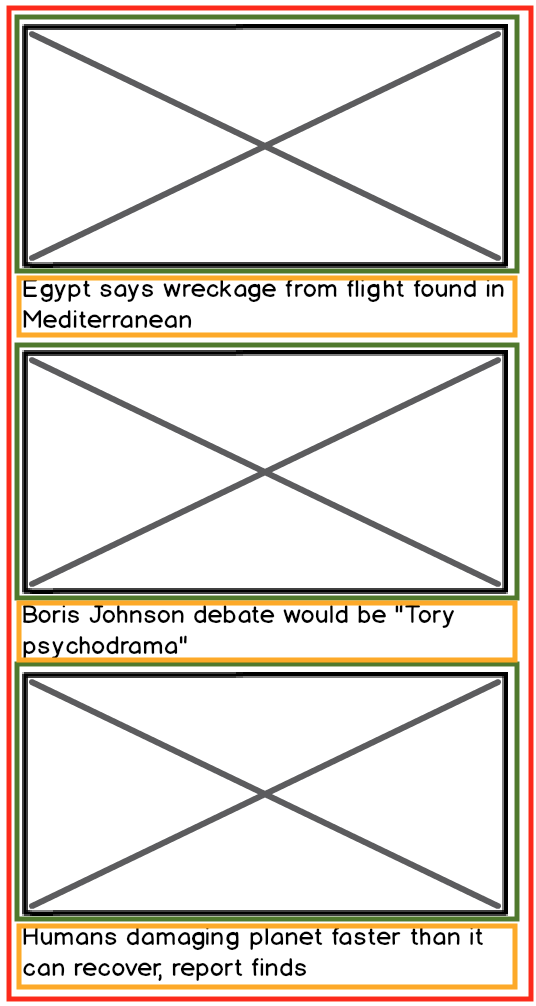 Egypt says wreckage from flight found in
Mediterranean
Boris Johnson debate would be "Tory
psychodrama"
Humans damaging planet faster than it
can recover, report finds